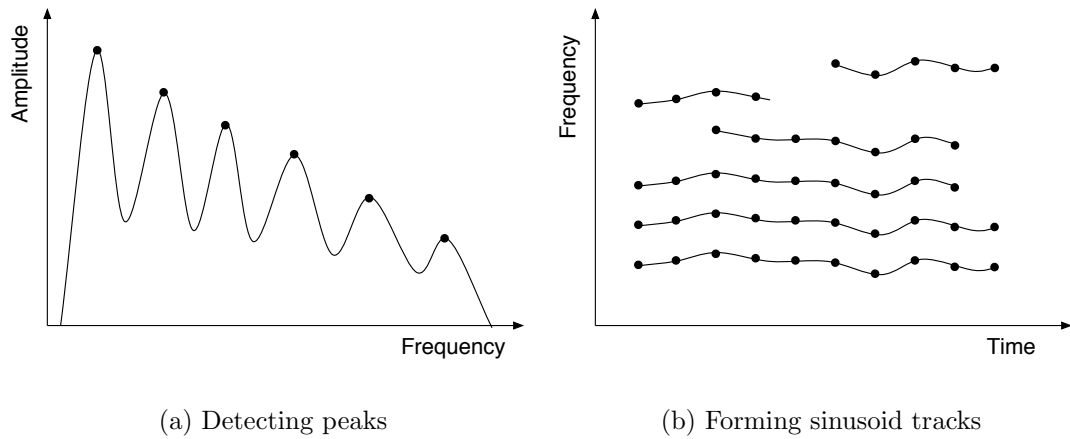 Amplitude
Frequency
(a) Detecting peaks
Frequency
Time
(b) Forming sinusoid tracks